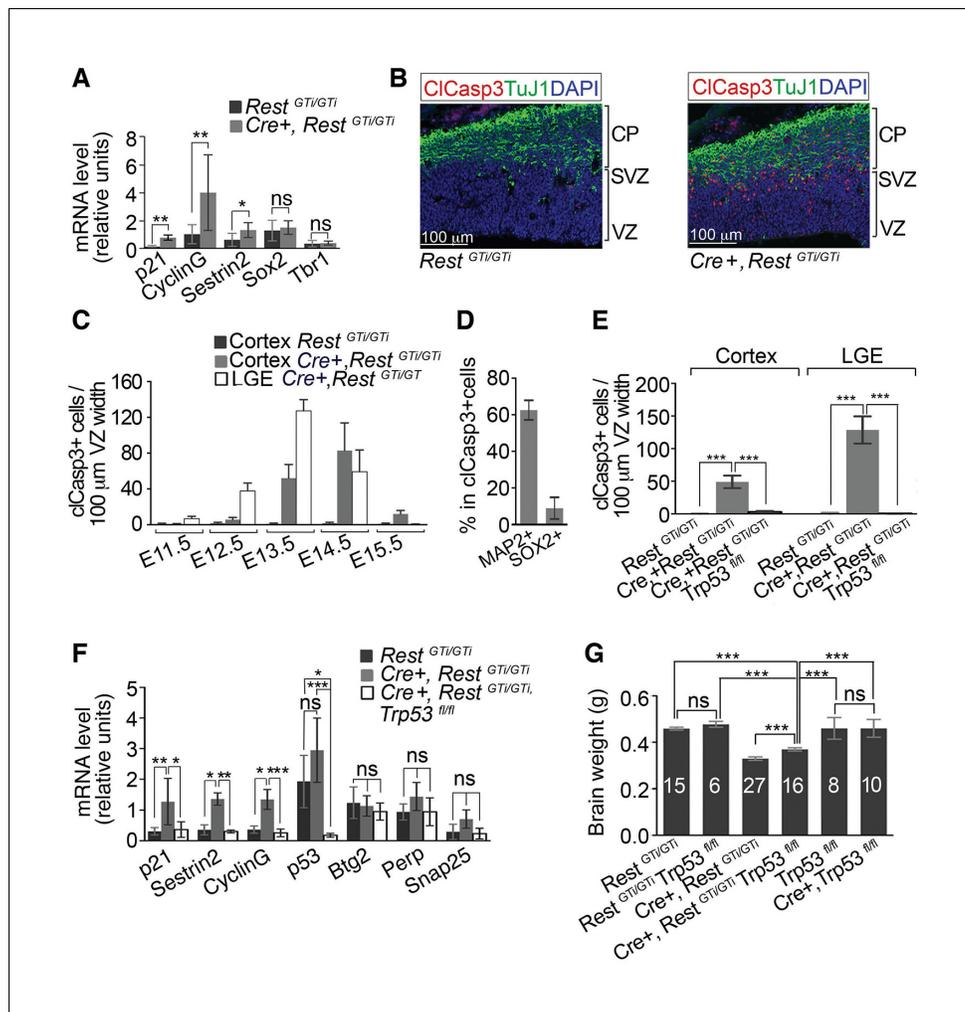 A
Rest GTi/GTi
Cre+, Rest GTi/GTi
mRNA level
(relative units)
8
6
4
2
0
**
**
*
ns
ns
p21
CyclinG
Sestrin2
Sox2
Tbr1
B
ClCasp3TuJ1DAPI
CP
SVZ
VZ
100 µm
Rest GTi/GTi
ClCasp3TuJ1DAPI
CP
SVZ
VZ
100 µm
Cre+, Rest GTi/GTi
C
Cortex Rest GTi/GTi
Cortex Cre+,Rest GTi/GTi
LGE Cre+,Rest GTi/GT
clCasp3+ cells /
100 µm VZ width
160
120
80
40
0
E11.5
E12.5
E13.5
E14.5
E15.5
D
% in clCasp3+cells
80
60
40
20
0
MAP2+
SOX2+
E
Cortex
LGE
clCasp3+ cells /
100 µm VZ width
200
150
100
50
0
***
***
***
***
Rest GTi/GTi
Cre,+Rest GTi/GTi
Cre,+Rest GTi/GTi
Trp53 fl/fl
Rest GTi/GTi
Cre+,Rest GTi/GTi
Cre+,Rest GTi/GTi
Trp53 fl/fl
F
Rest GTi/GTi
Cre+, Rest GTi/GTi
Cre+, Rest GTi/GTi,
Trp53 fl/fl
mRNA level
(relative units)
5
4
3
2
1
0
** *
* **
* ***
*
***
ns
ns
ns
ns
p21
Sestrin2
CyclinG
p53
Btg2
Perp
Snap25
G
Brain weight (g)
0.6
0.4
0.2
0.0
***
***
***
***
ns
***
ns
15
6
27
16
8
10
Rest GTi/GTi
Rest GTi/GTi Trp53 fl/fl
Cre+, Rest GTi/GTi
Cre+, Rest GTi/GTi Trp53 fl/fl
Trp53 fl/fl
Cre+, Trp53 fl/fl